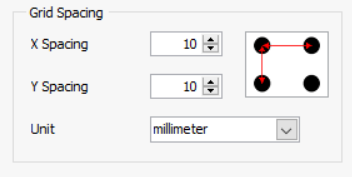 Grid Spacing
X Spacing 10
Y Spacing 10
Unit millimeter